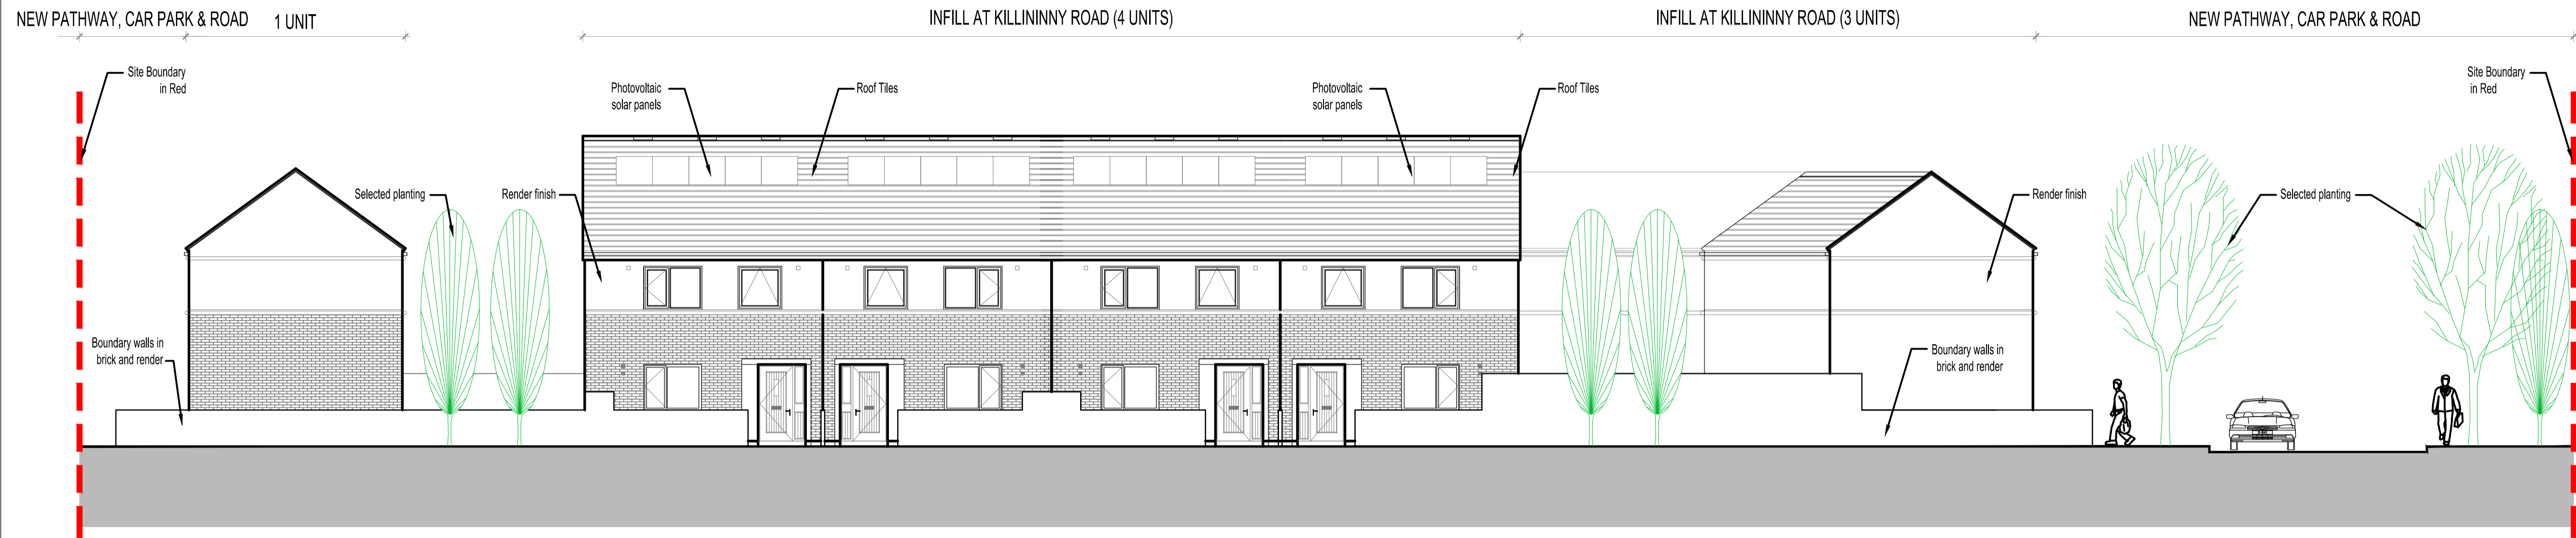 NEW PATHWAY, CAR PARK & ROAD
1 UNIT
INFILL AT KILLININNY ROAD (4 UNITS)
INFILL AT KILLININNY ROAD (3 UNITS)
NEW PATHWAY, CAR PARK & ROAD
Site Boundary
in Red
Photovoltaic
solar panels
Roof Tiles
Photovoltaic
solar panels
Roof Tiles
Site Boundary
in Red
Selected planting
Render finish
Render finish
Selected planting
Boundary walls in
brick and render
Boundary walls in
brick and render